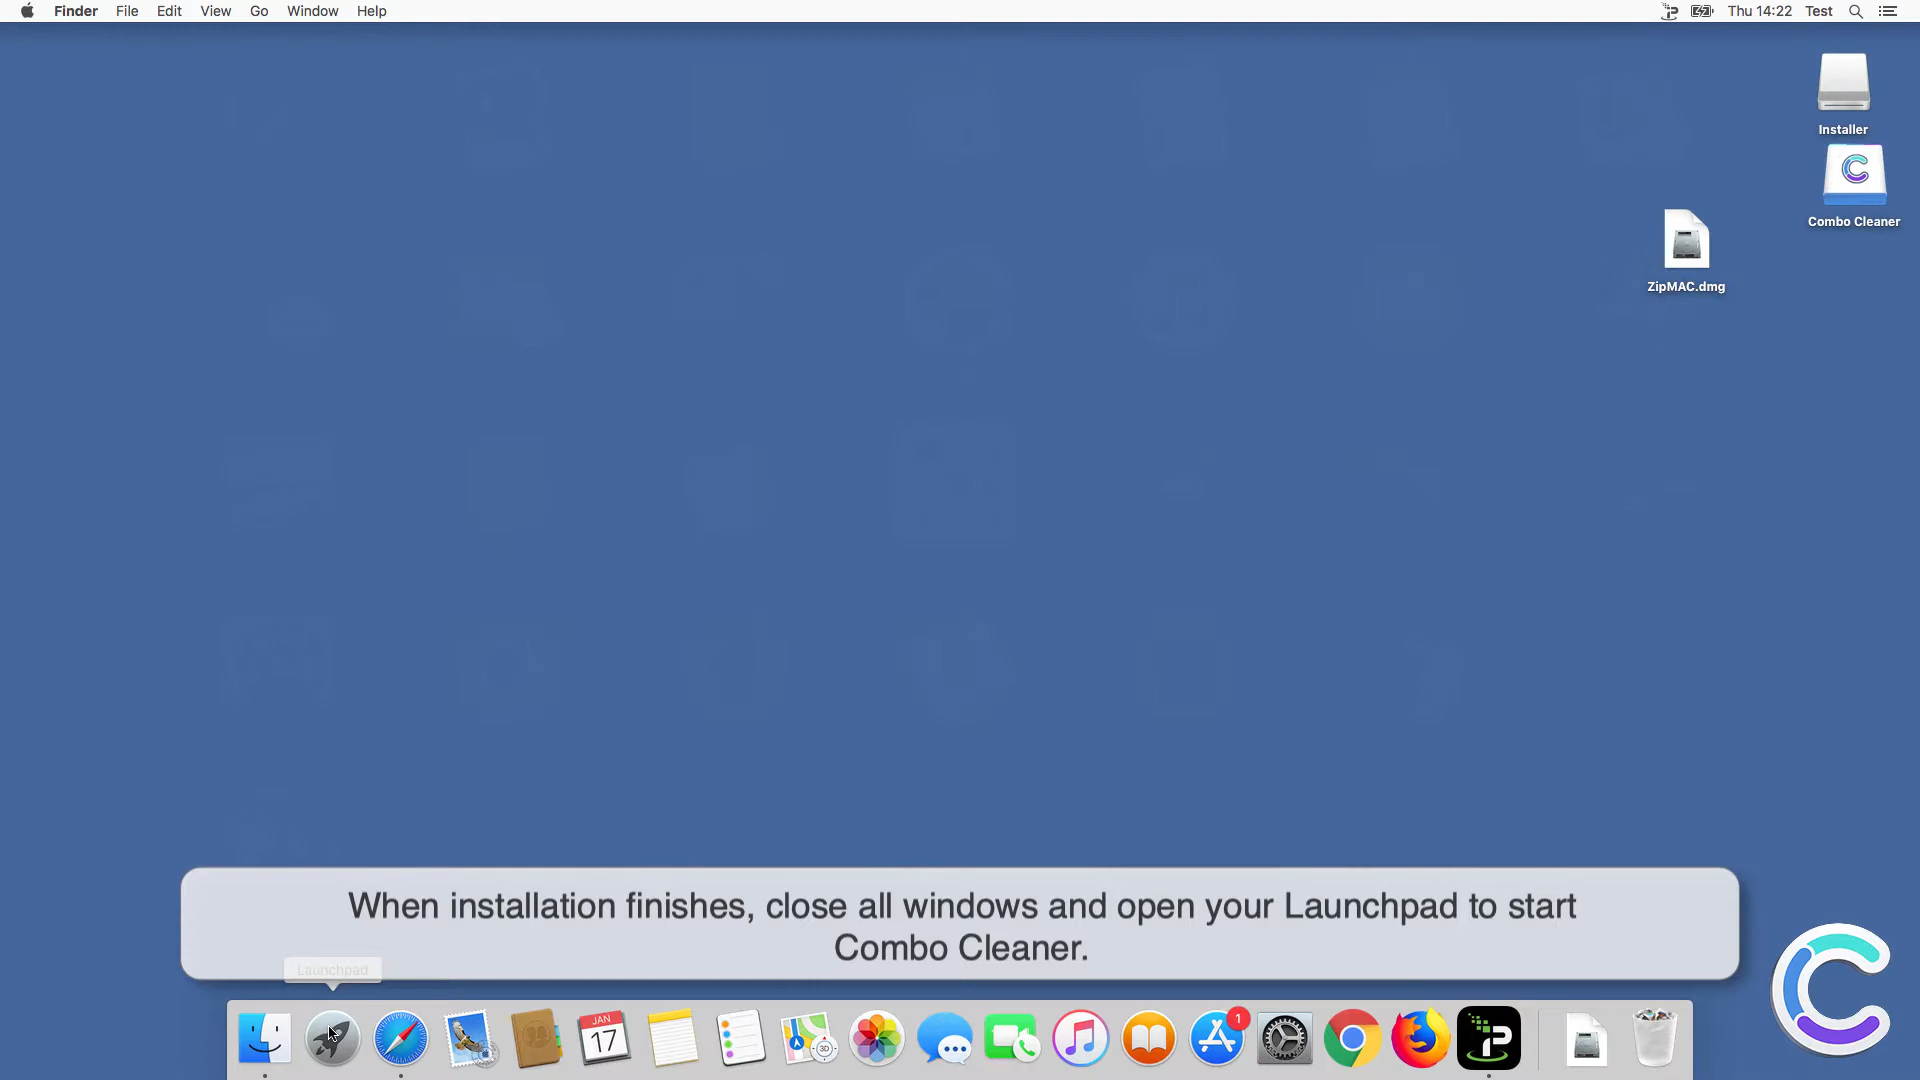 Finder File Edit View Go Window Help
Thu 14:22 Test
Installer
C
Combo Cleaner
ZipMAC.dmg
When installation finishes, close all windows and open your Launchpad to start
Combo Cleaner.
Launchpad
JAN
17
3D
1
P
C